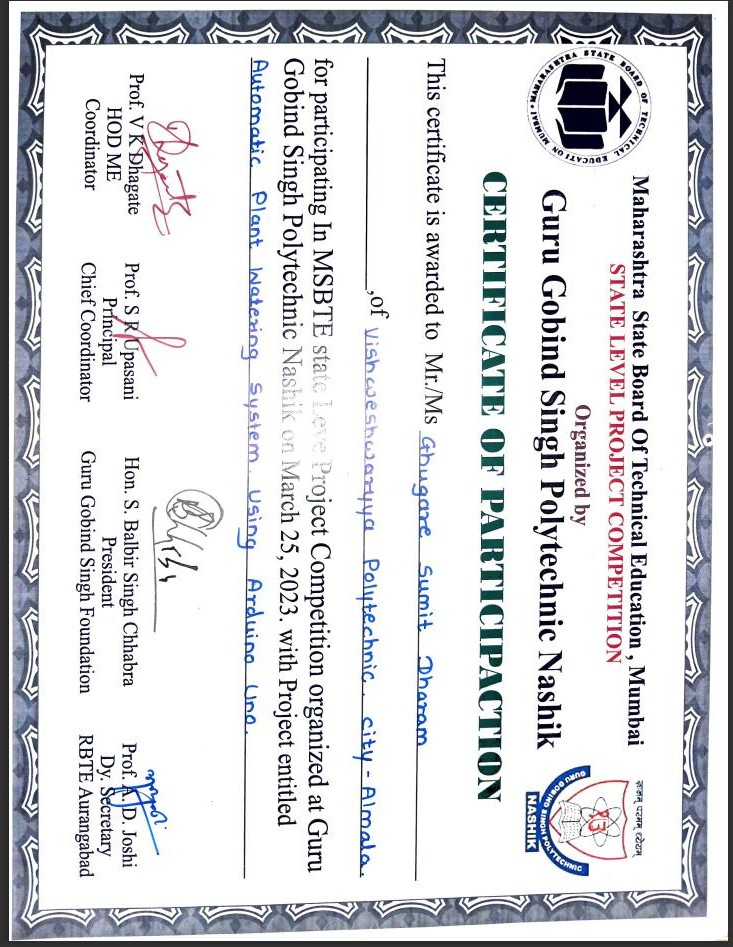 MAHARASHTRA STATE BOARD OF TECHNICAL EDUCATION MUMBAI
Maharashtra State Board Of Technical Education , Mumbai
STATE LEVEL PROJECT COMPETITION
Organized by
Guru Gobind Singh Polytechnic Nashik
GURU GOBIND SINGH POLYTECHNIC
NASHIK
CERTIFICATE OF PARTICIPACTION
This certificate is awarded to Mr./Ms Ghugare Sumit Dharam
,of Vishweshwarayya Polytechnic, City - Almala.
for participating In MSBTE state Leve Project Competition organized at Guru
Gobind Singh Polytechnic Nashik on March 25, 2023. with Project entitled
Automatic Plant Watering System Using Arduino Uno.
Prof. V K Dhagate
HOD ME
Coordinator
Prof. S R Upasani
Principal
Chief Coordinator
Hon. S. Balbir Singh Chhabra
President
Guru Gobind Singh Foundation
Prof. A.D. Joshi
Dy. Secretary
RBTE Aurangabad